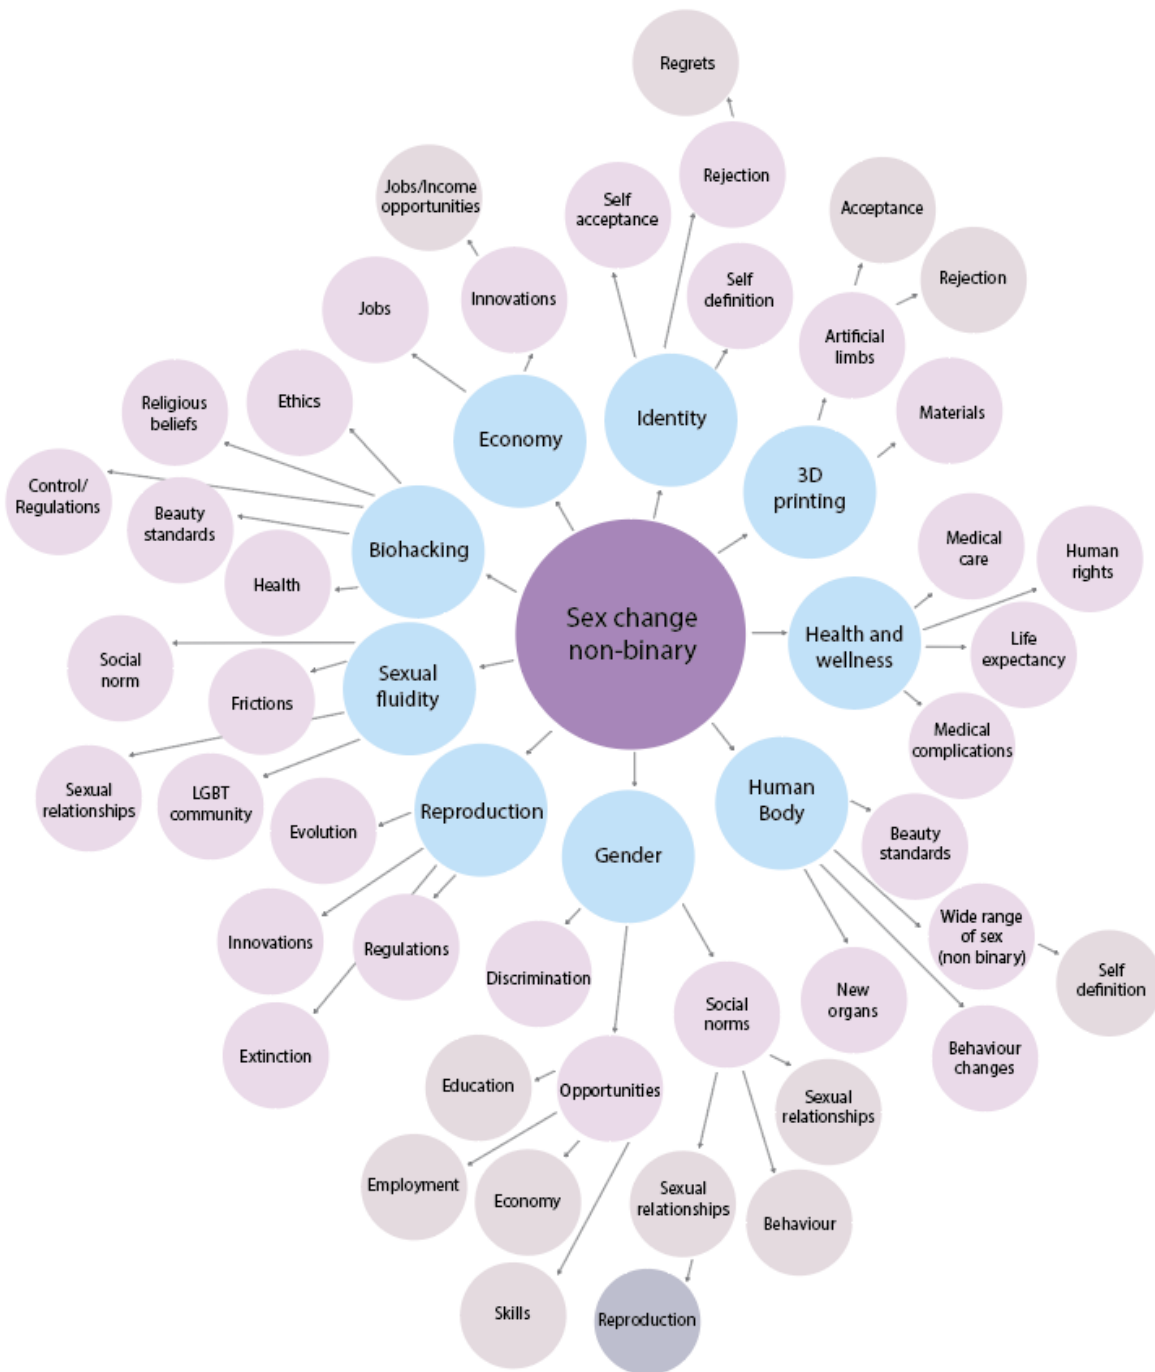 Regrets
Rejection
Jobs/Income
opportunities
Self
acceptance
Acceptance
Self
definition
Rejection
Jobs
Innovations
Artificial
limbs
Religious
beliefs
Ethics
Economy
Identity
Materials
Control/
Regulations
Beauty
standards
Biohacking
3D
printing
Health
Medical
care
Human
rights
Sex change
non-binary
Health and
wellness
Life
expectancy
Social
norm
Frictions
Sexual
fluidity
Medical
complications
Sexual
relationships
LGBT
community
Evolution
Reproduction
Gender
Human
Body
Beauty
standards
Innovations
Regulations
Discrimination
Wide range
of sex
(non binary)
Self
definition
Extinction
Social
norms
New
organs
Behaviour
changes
Education
Opportunities
Sexual
relationships
Employment
Economy
Sexual
relationships
Behaviour
Skills
Reproduction